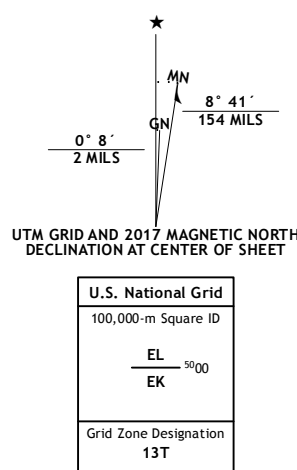 ★
MN
GN
8° 41´
154 MILS
0° 8´
2 MILS
UTM GRID AND 2017 MAGNETIC NORTH
DECLINATION AT CENTER OF SHEET
U.S. National Grid
100,000-m Square ID
EL
5000
EK
Grid Zone Designation
13T